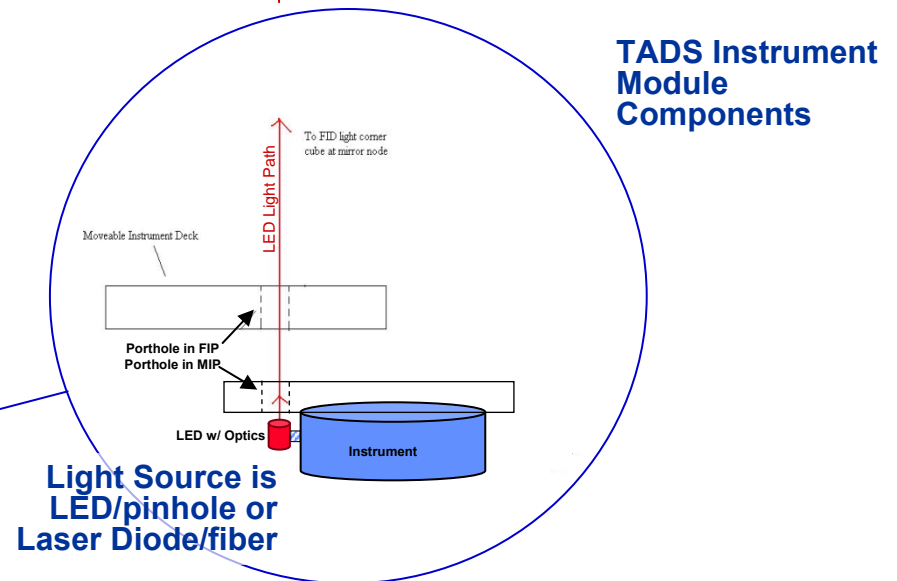 TADS Instrument
Module
Components
To FID light corner
cube at mirror node
LED Light Path
Moveable Instrument Deck
Porthole in FIP
Porthole in MIP
LED w/ Optics
Instrument
Light Source is
LED/pinhole or
Laser Diode/fiber